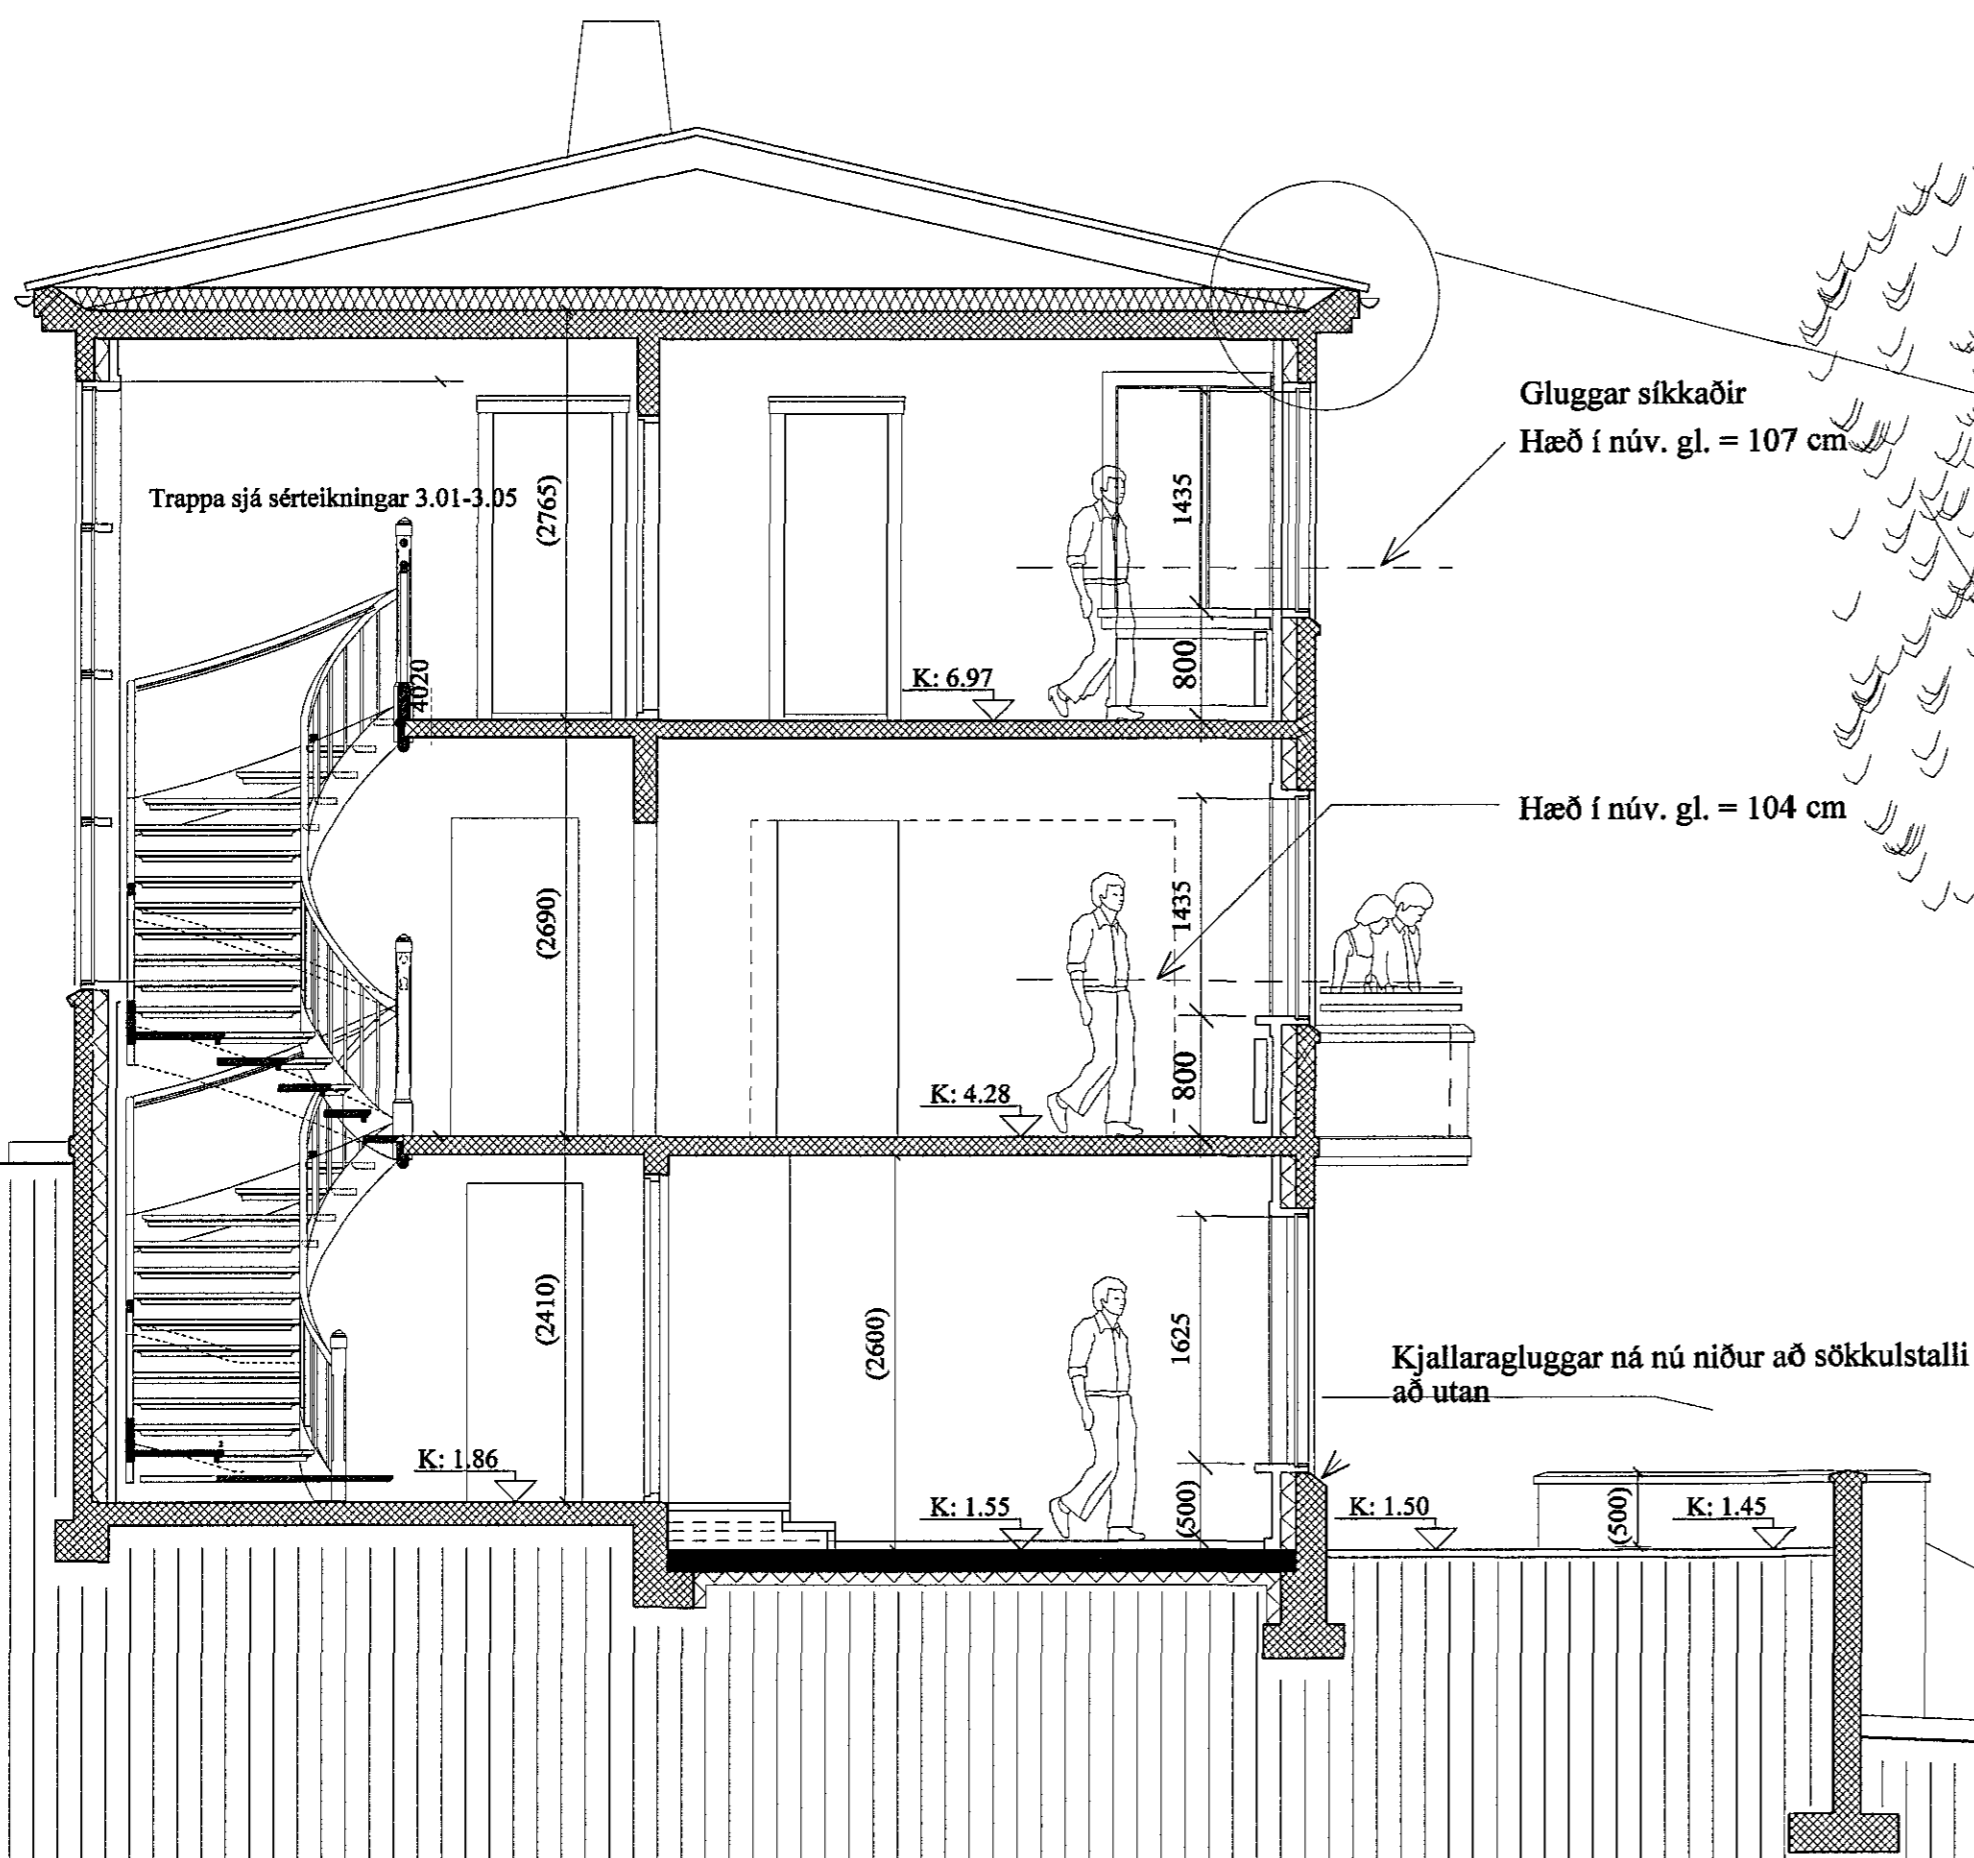 Gluggar síkkaðir
Hæð í núv. gl. = 107 cm
Trappa sjá sérteikningar 3.01-3.05
(2765)
1435
4020
K: 6.97
800
Hæð í núv. gl. = 104 cm
(2690)
1435
K: 4.28
800
(2410)
(2600)
1625
Kjallaragluggar ná nú niður að sökkulstalli
að utan
K: 1.86
K: 1.55
(500)
K: 1.50
(500)
K: 1.45